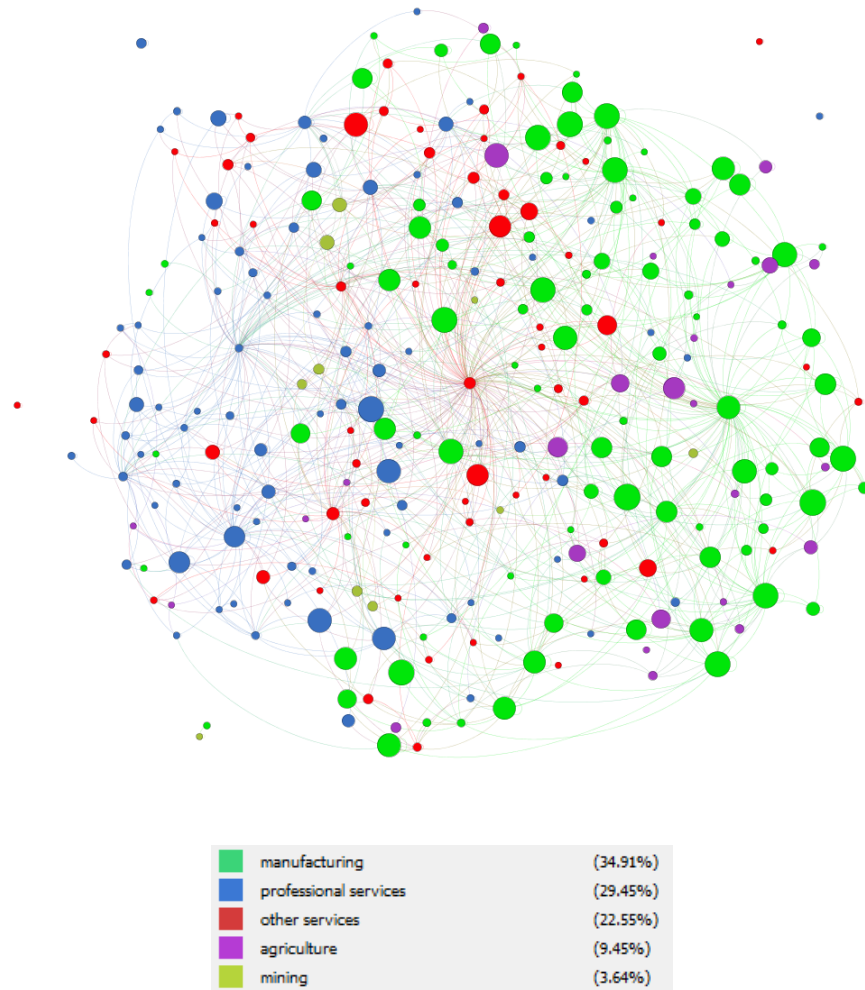 manufacturing (34.91%)
professional services (29.45%)
other services (22.55%)
agriculture (9.45%)
mining (3.64%)